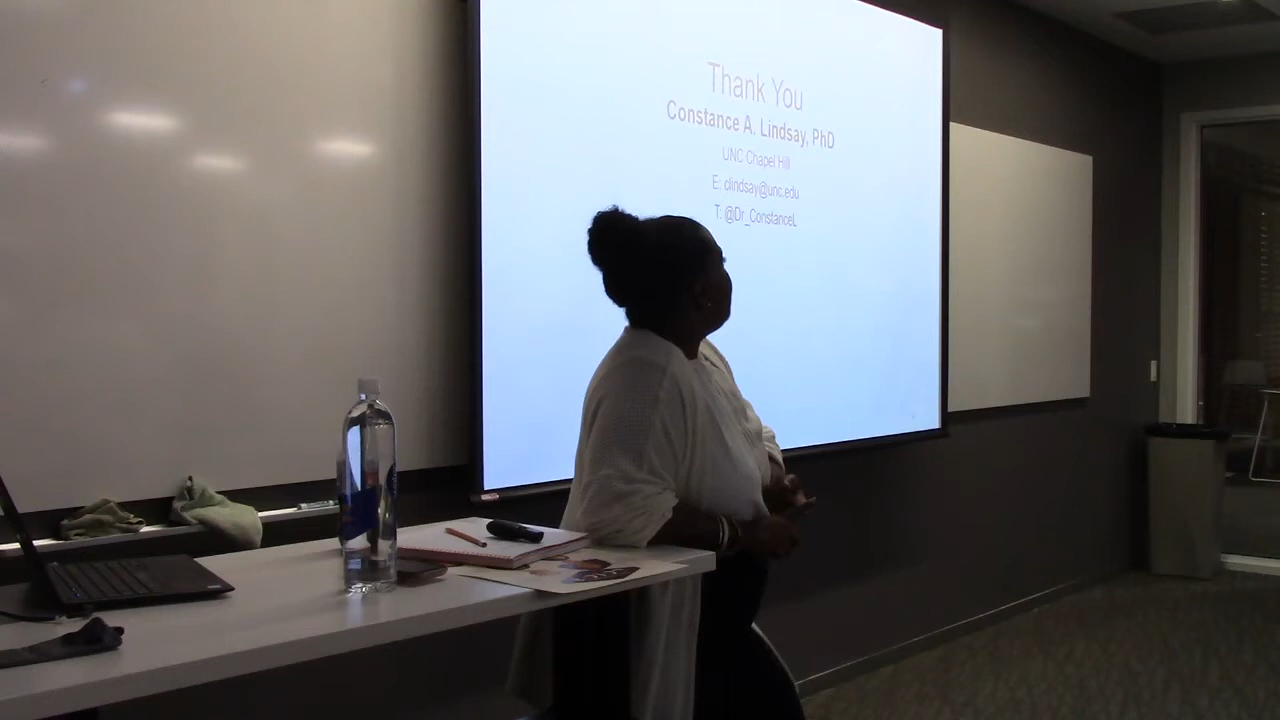 Thank You
Constance A. Lindsay, PhD
UNC Chapel Hill
E: clindsay@unc.edu
T: @Dr_ConstanceL